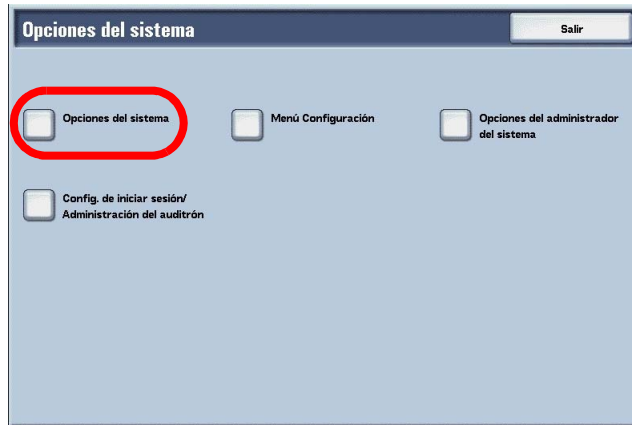 Opciones del sistema
Salir
Opciones del sistema
Menú Configuración
Opciones del administrador
del sistema
Config. de iniciar sesión/
Administración del auditrón